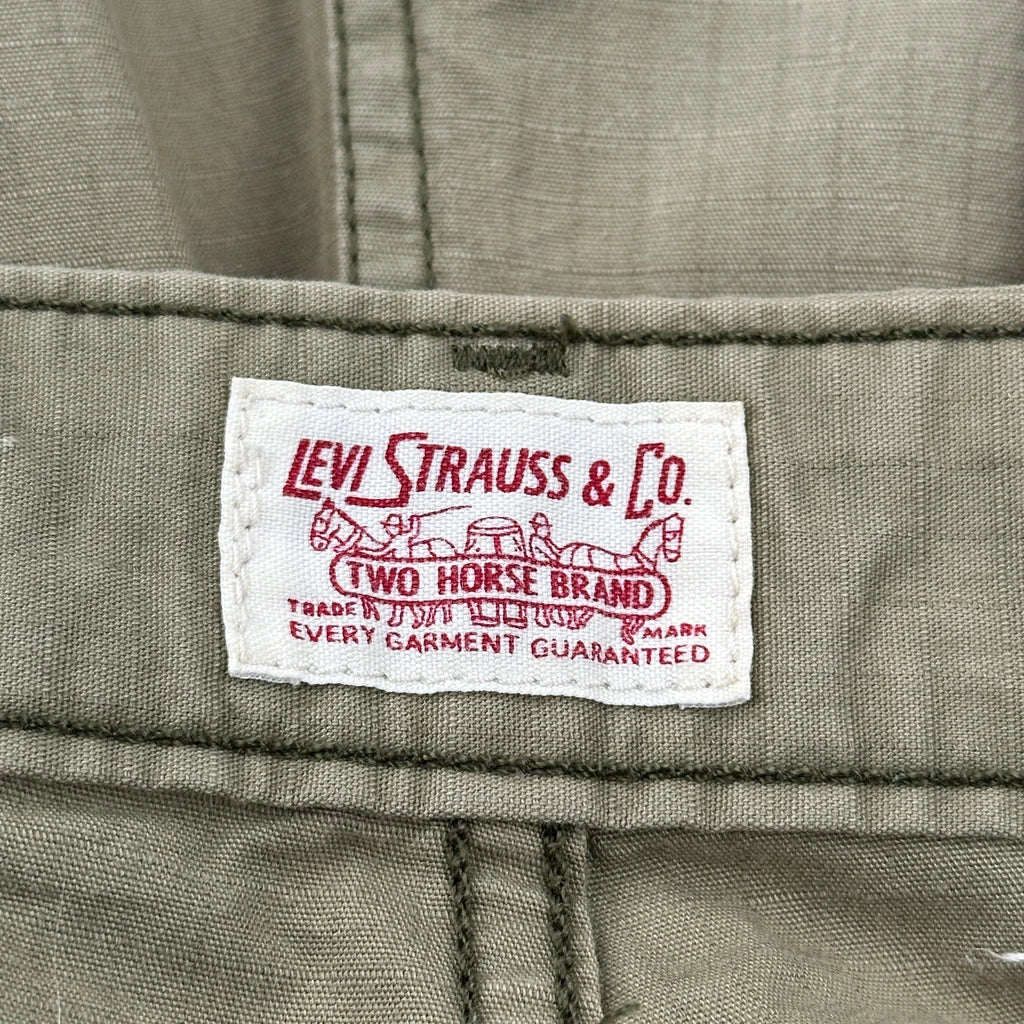 LEVI STRAUSS & CO.
TWO HORSE BRAND
TRADE MARK
EVERY GARMENT GUARANTEED